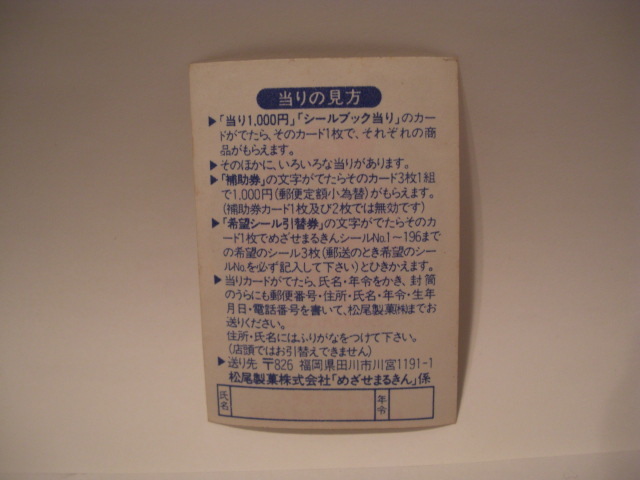 当りの見方
▶「当り1,000円」「シールブック当り」のカー
ドがでたら、そのカード1枚で、それぞれの商
品がもらえます。
▶そのほかに、いろいろな当りがあります。
▶「補助券」の文字がでたらそのカード3枚1組
で1,000円(郵便定額小為替)がもらえます。
(補助券カード1枚及び2枚では無効です)
▶「希望シール引替券」の文字がでたらそのカ
ード1枚でめざせまるきんシールNo.1〜196まで
の希望のシール3枚(郵送のとき希望のシー
ルNo.を必ず記入して下さい)とひきかえます。
▶当りカードがでたら、氏名・年令をかき、封筒
のうらにも郵便番号・住所・氏名・年令・生年
月日・電話番号を書いて、松尾製菓㈱までお
送りください。
住所・氏名にはふりがなをつけて下さい。
(店頭ではお引替えできません)
▶送り先 〒826 福岡県田川市川宮1191-1
松尾製菓株式会社「めざせまるきん」係
氏名 年令